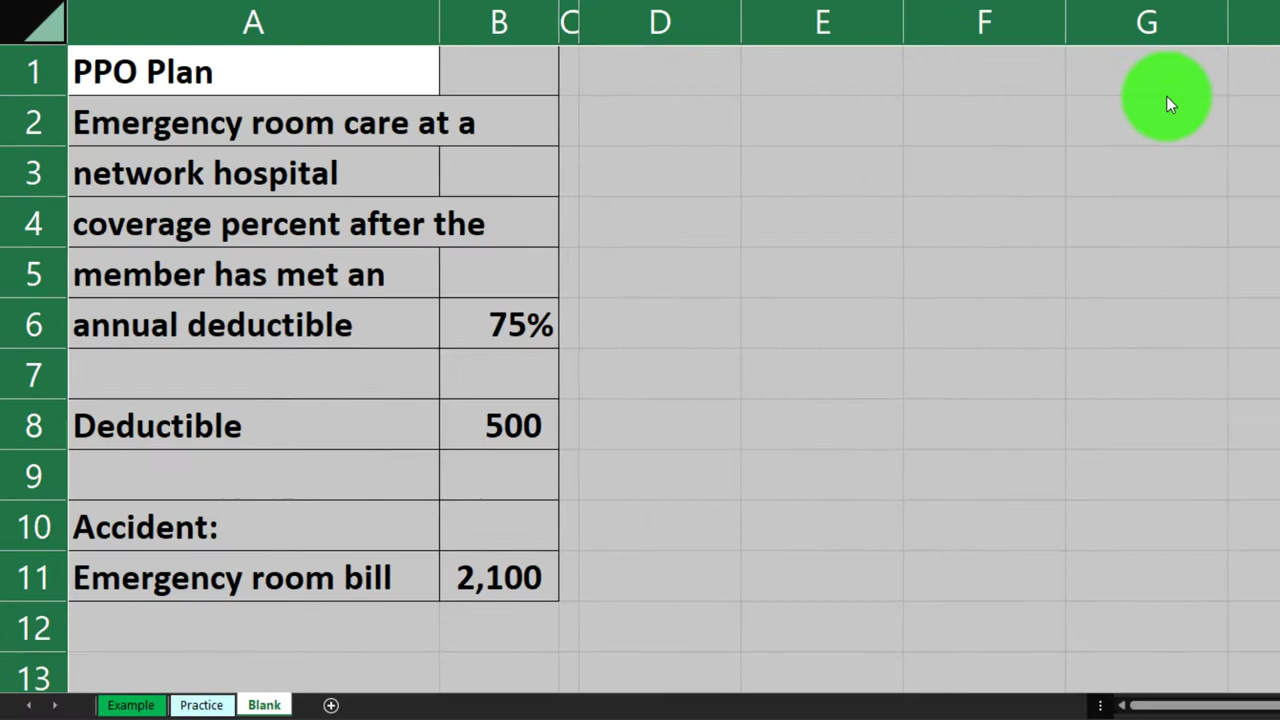 A B C D E F G
1 PPO Plan
2 Emergency room care at a
3 network hospital
4 coverage percent after the
5 member has met an
6 annual deductible 75%
7
8 Deductible 500
9
10 Accident:
11 Emergency room bill 2,100
12
13
Example Practice Blank